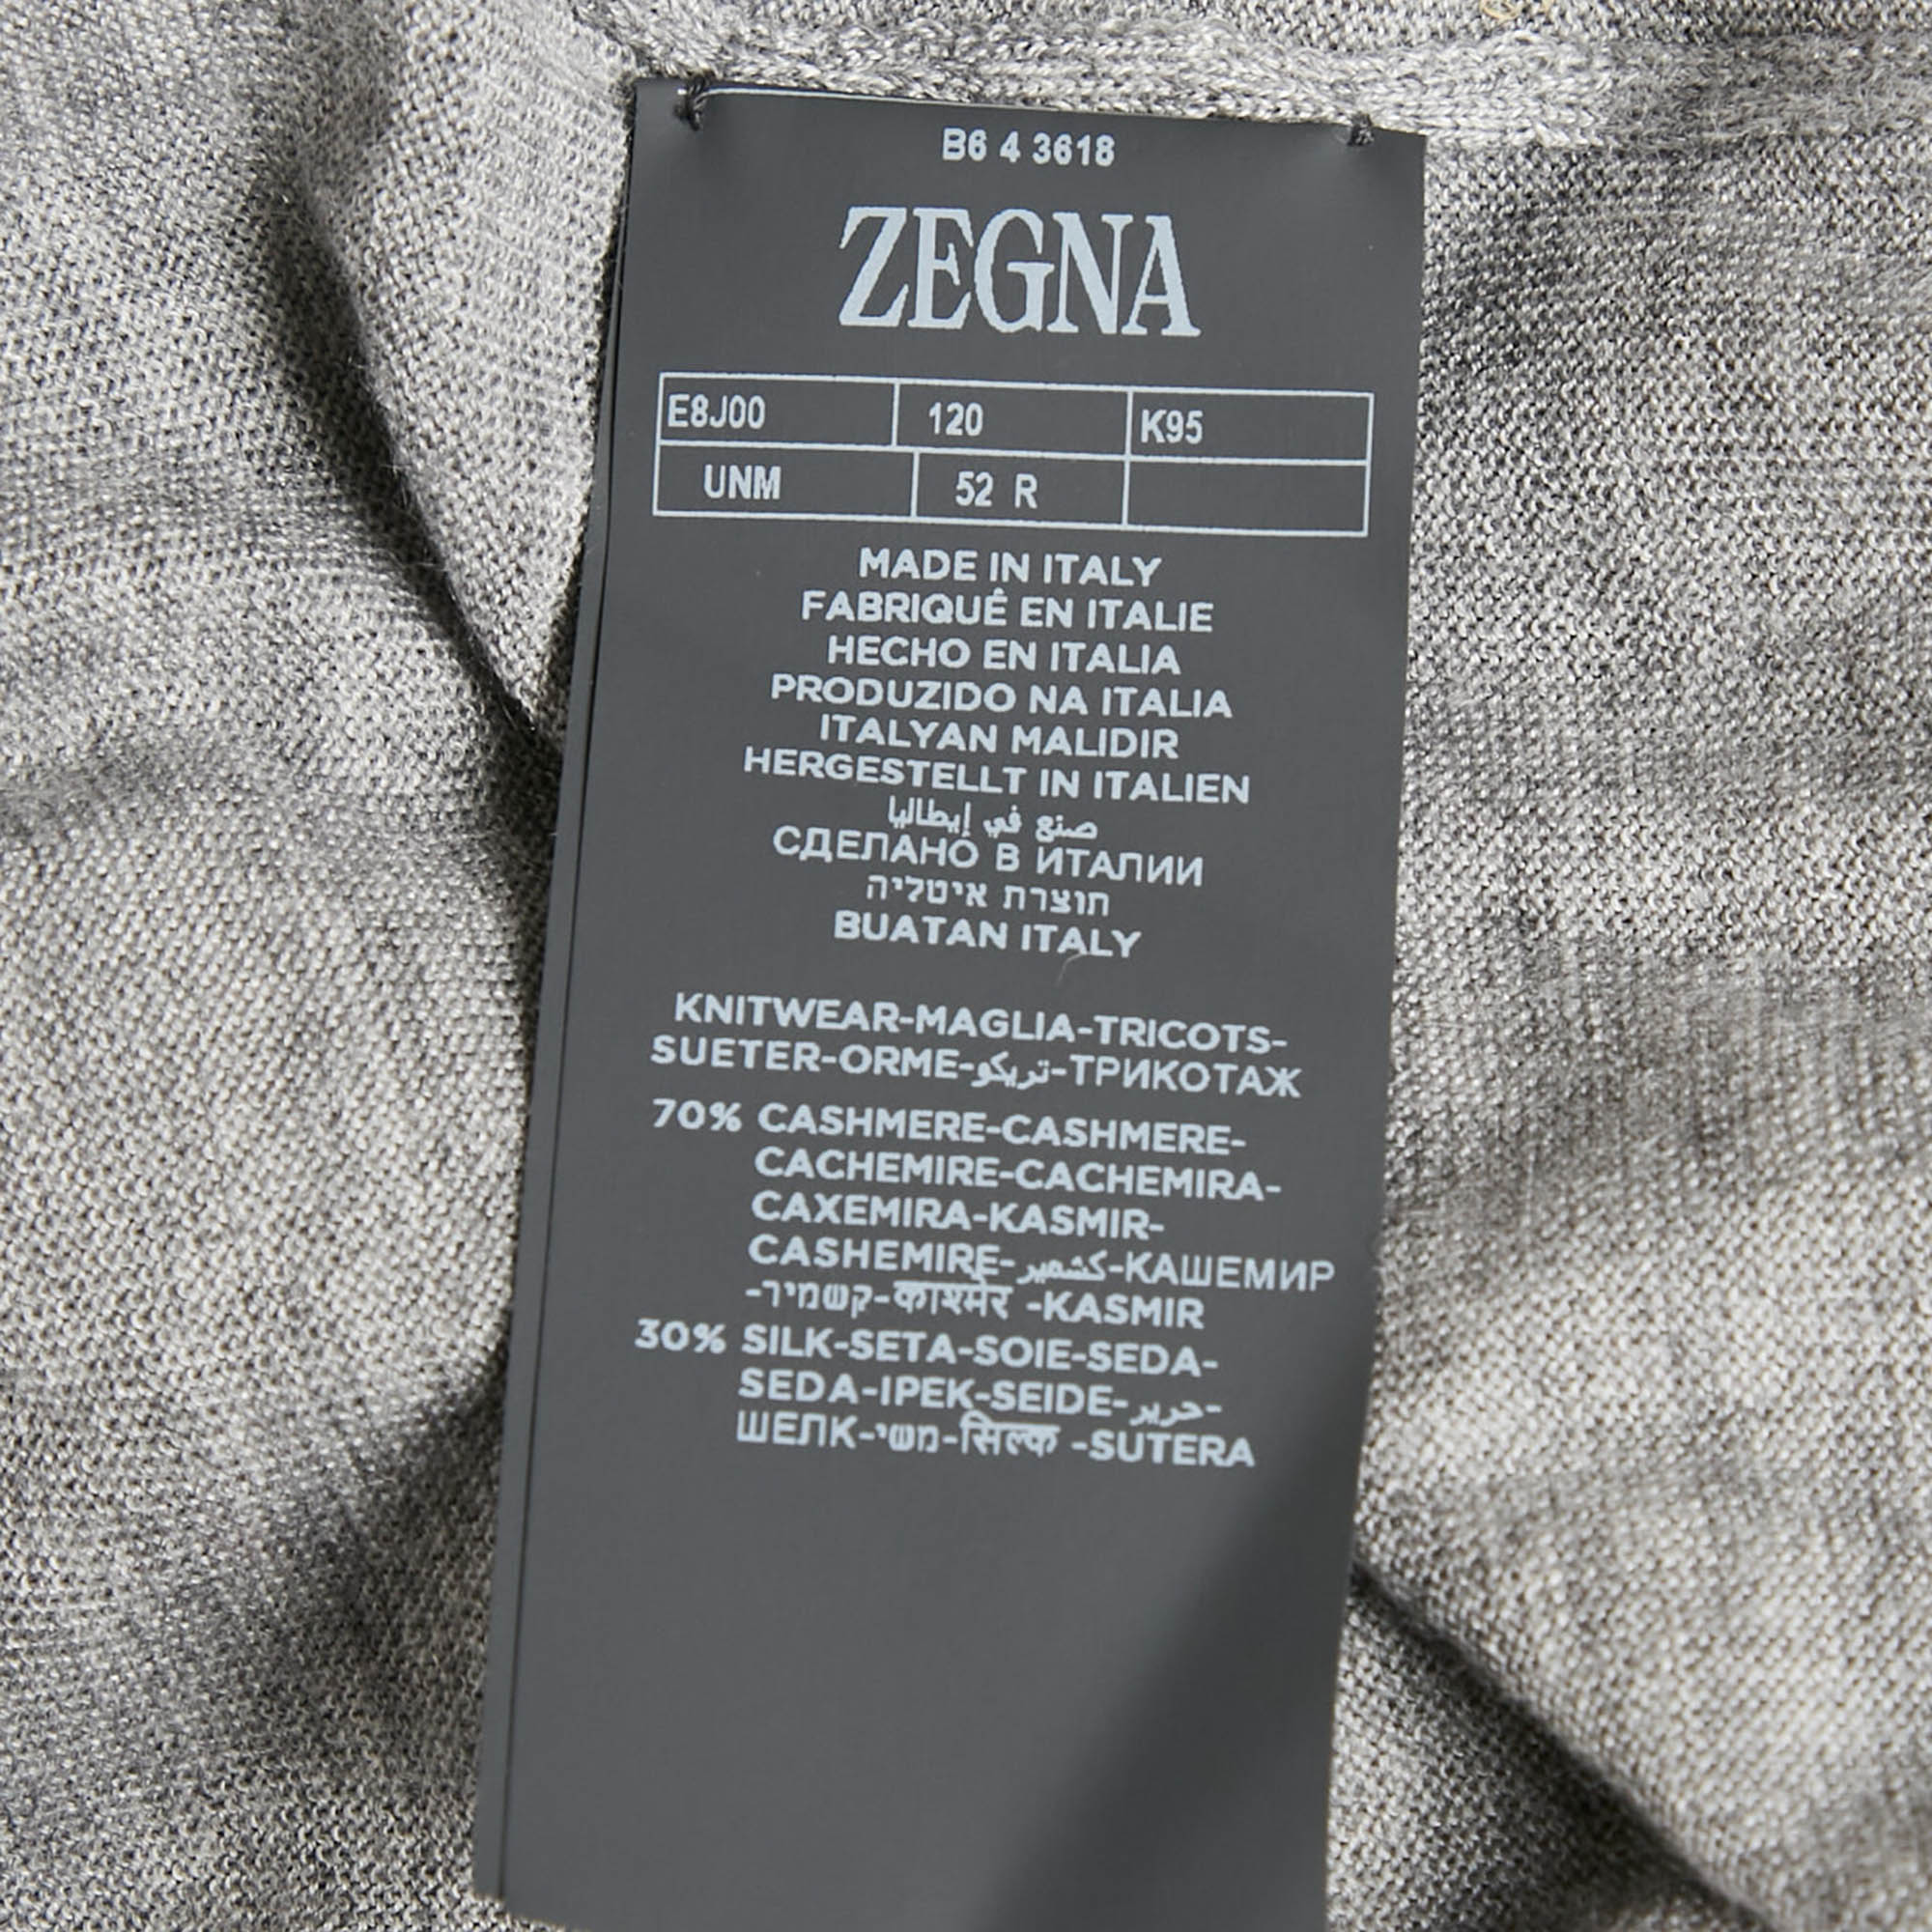 B6 4 3618
ZEGNA
E8J00 120 K95
UNM 52 R
MADE IN ITALY
FABRIQUÉ EN ITALIE
HECHO EN ITALIA
PRODUZIDO NA ITALIA
ITALYAN MALIDIR
HERGESTELLT IN ITALIEN
صنع في إيطاليا
СДЕЛАНО В ИТАЛИИ
תוצרת איטליה
BUATAN ITALY
KNITWEAR-MAGLIA-TRICOTS-
SUETER-ORME-تريكو-ТРИКОТАЖ
70% CASHMERE-CASHMERE-
CACHEMIRE-CACHEMIRA-
CAXEMIRA-KASMIR-
CASHEMIRE-كشمير-КАШЕМИР
-קשמיר-काश्मेर -KASMIR
30% SILK-SETA-SOIE-SEDA-
SEDA-IPEK-SEIDE-حرير-
ШЕЛК-משי-सिल्क -SUTERA